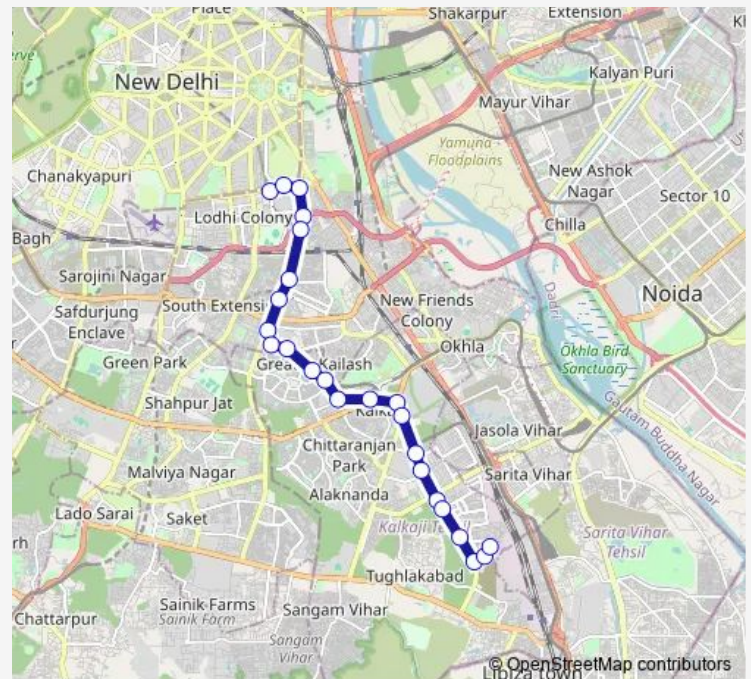 Place
Shakarpur
Extension
New Delhi
Kalyan Puri
Mayur Vihar
Yamuna
Floodplains
Chanakyapuri
New Ashok
Nagar
Sector 10
Lodhi Colony
Chilla
Bagh
Sarojini Nagar
South Extensi
New Friends
Colony
Noida
Dadri
Safdurjung
Enclave
Green Park
Okhla
Okhla Bird
Sanctuary
Kailash
Shahpur Jat
Gautam Buddha Nagar
Chittaranjan
Park
Jasola Vihar
Malviya Nagar
Sarita Vihar
Alaknanda
Lado Sarai
Saket
Kalkaji Tehsil
Sarita Vihar
Tehsil
Tughlakabad
Sainik Farms
Sainik Farm
Sangam Vihar
Sangam
Vihar
Chattarpur
© OpenStreetMap contributors